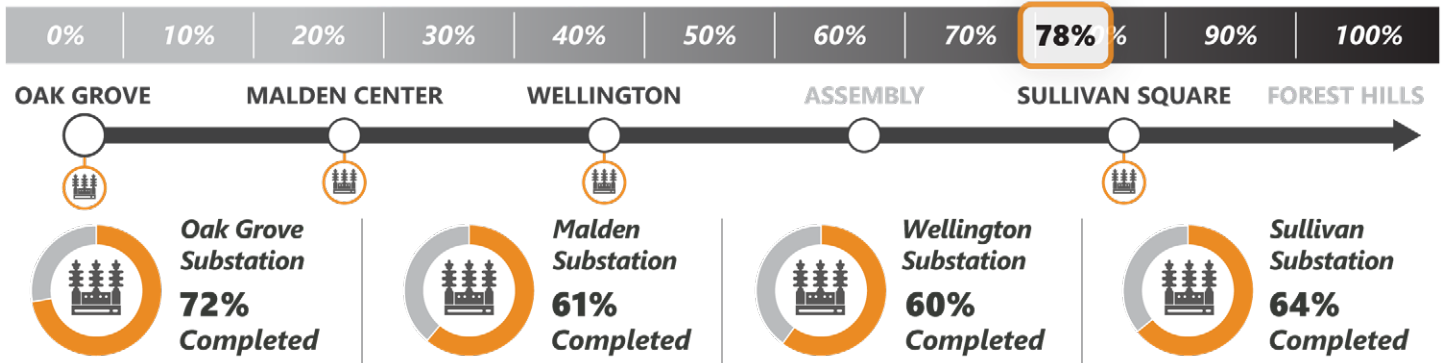 0% 10% 20% 30% 40% 50% 60% 70% 78% % 90% 100%
OAK GROVE MALDEN CENTER WELLINGTON ASSEMBLY SULLIVAN SQUARE FOREST HILLS
Oak Grove
Substation
72%
Completed
Malden
Substation
61%
Completed
Wellington
Substation
60%
Completed
Sullivan
Substation
64%
Completed